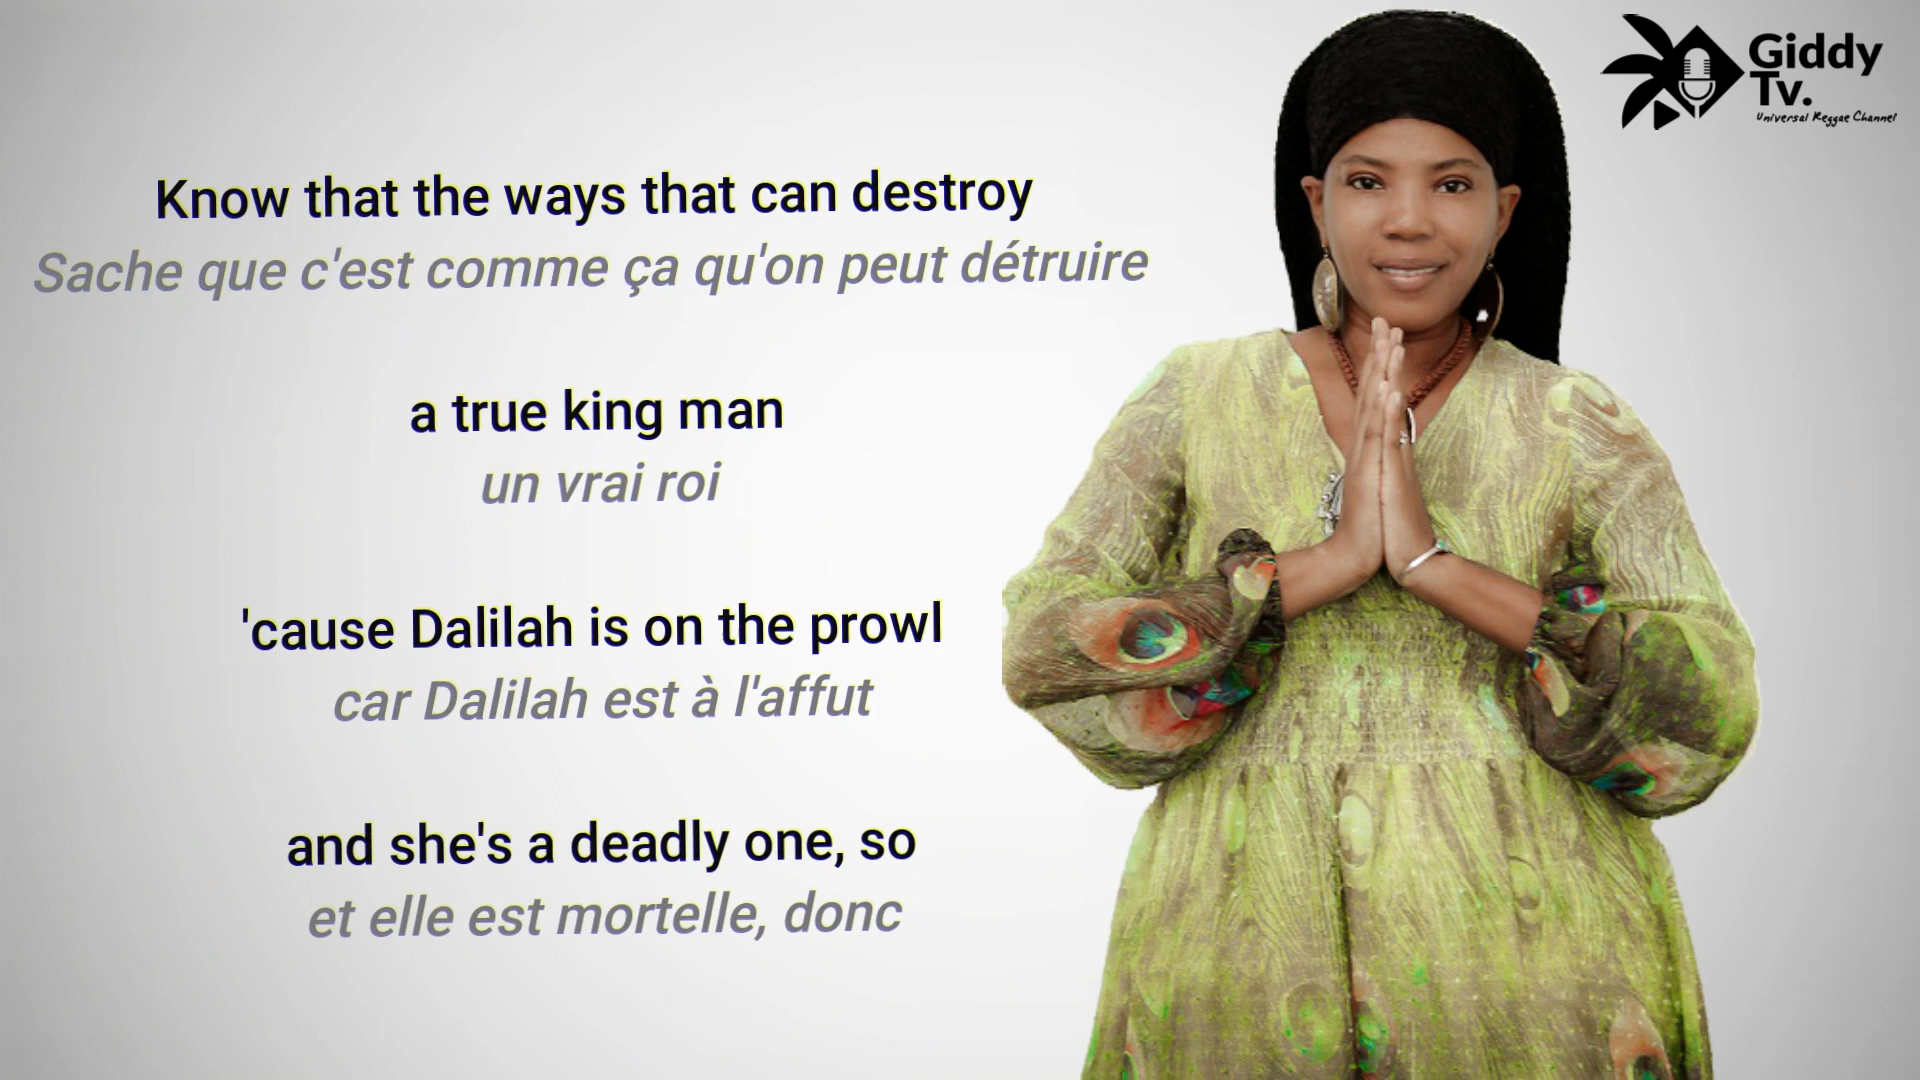 Giddy
Tv.
Universal Reggae Channel
Know that the ways that can destroy
Sache que c'est comme ça qu'on peut détruire
a true king man
un vrai roi
'cause Dalilah is on the prowl
car Dalilah est à l'affut
and she's a deadly one, so
et elle est mortelle, donc